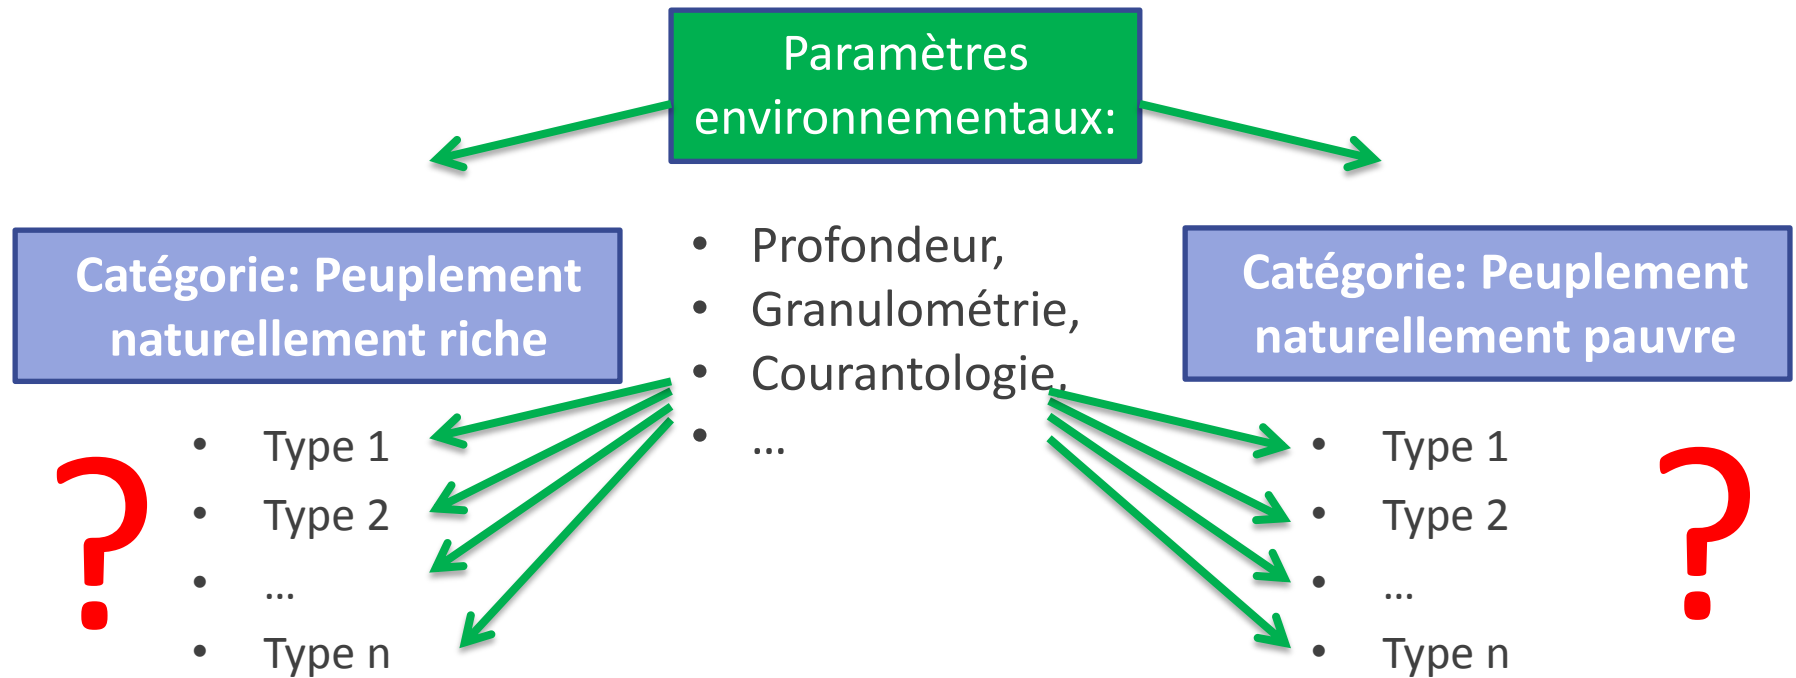 Paramètres
environnementaux:
Catégorie: Peuplement
naturellement riche
• Type 1
• Type 2
• ...
• Type n
?
• Profondeur,
• Granulométrie,
• Courantologie,
• ...
Catégorie: Peuplement
naturellement pauvre
• Type 1
• Type 2
• ...
• Type n
?